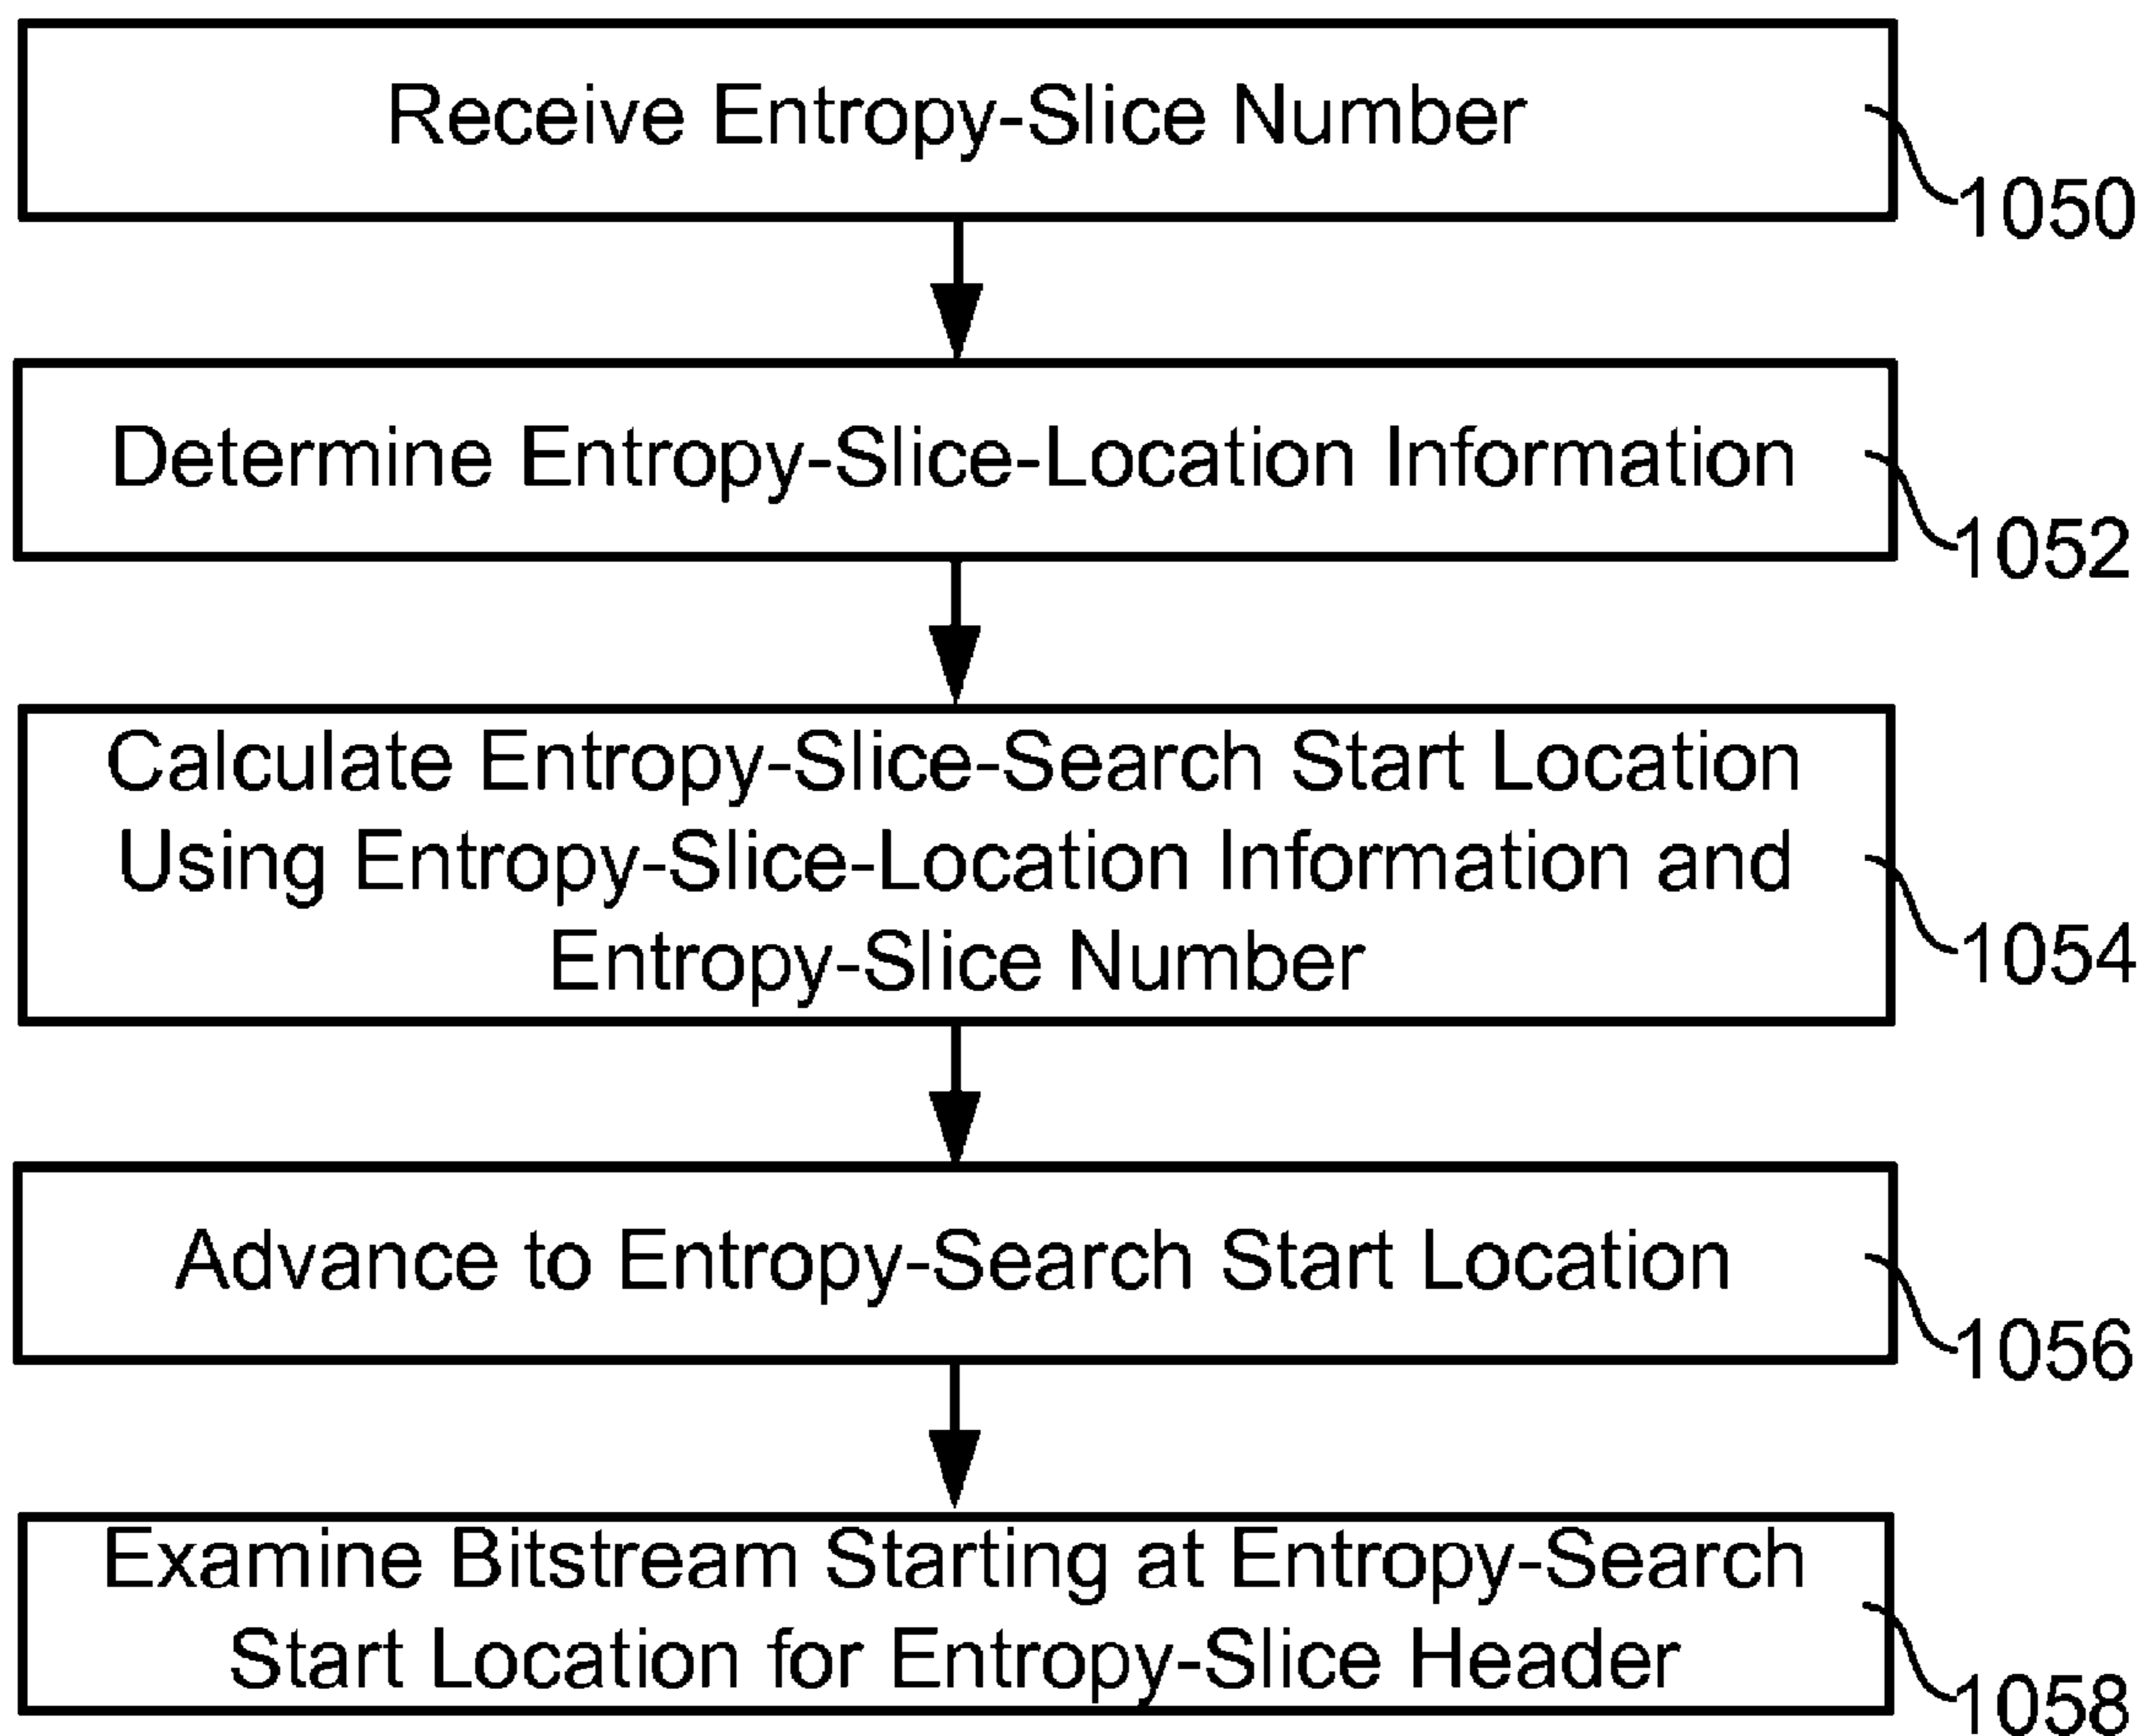 Receive Entropy-Slice Number
1050
Determine Entropy-Slice-Location Information
1052
Calculate Entropy-Slice-Search Start Location
Using Entropy-Slice-Location Information and
Entropy-Slice Number
1054
Advance to Entropy-Search Start Location
1056
Examine Bitstream Starting at Entropy-Search
Start Location for Entropy-Slice Header
1058